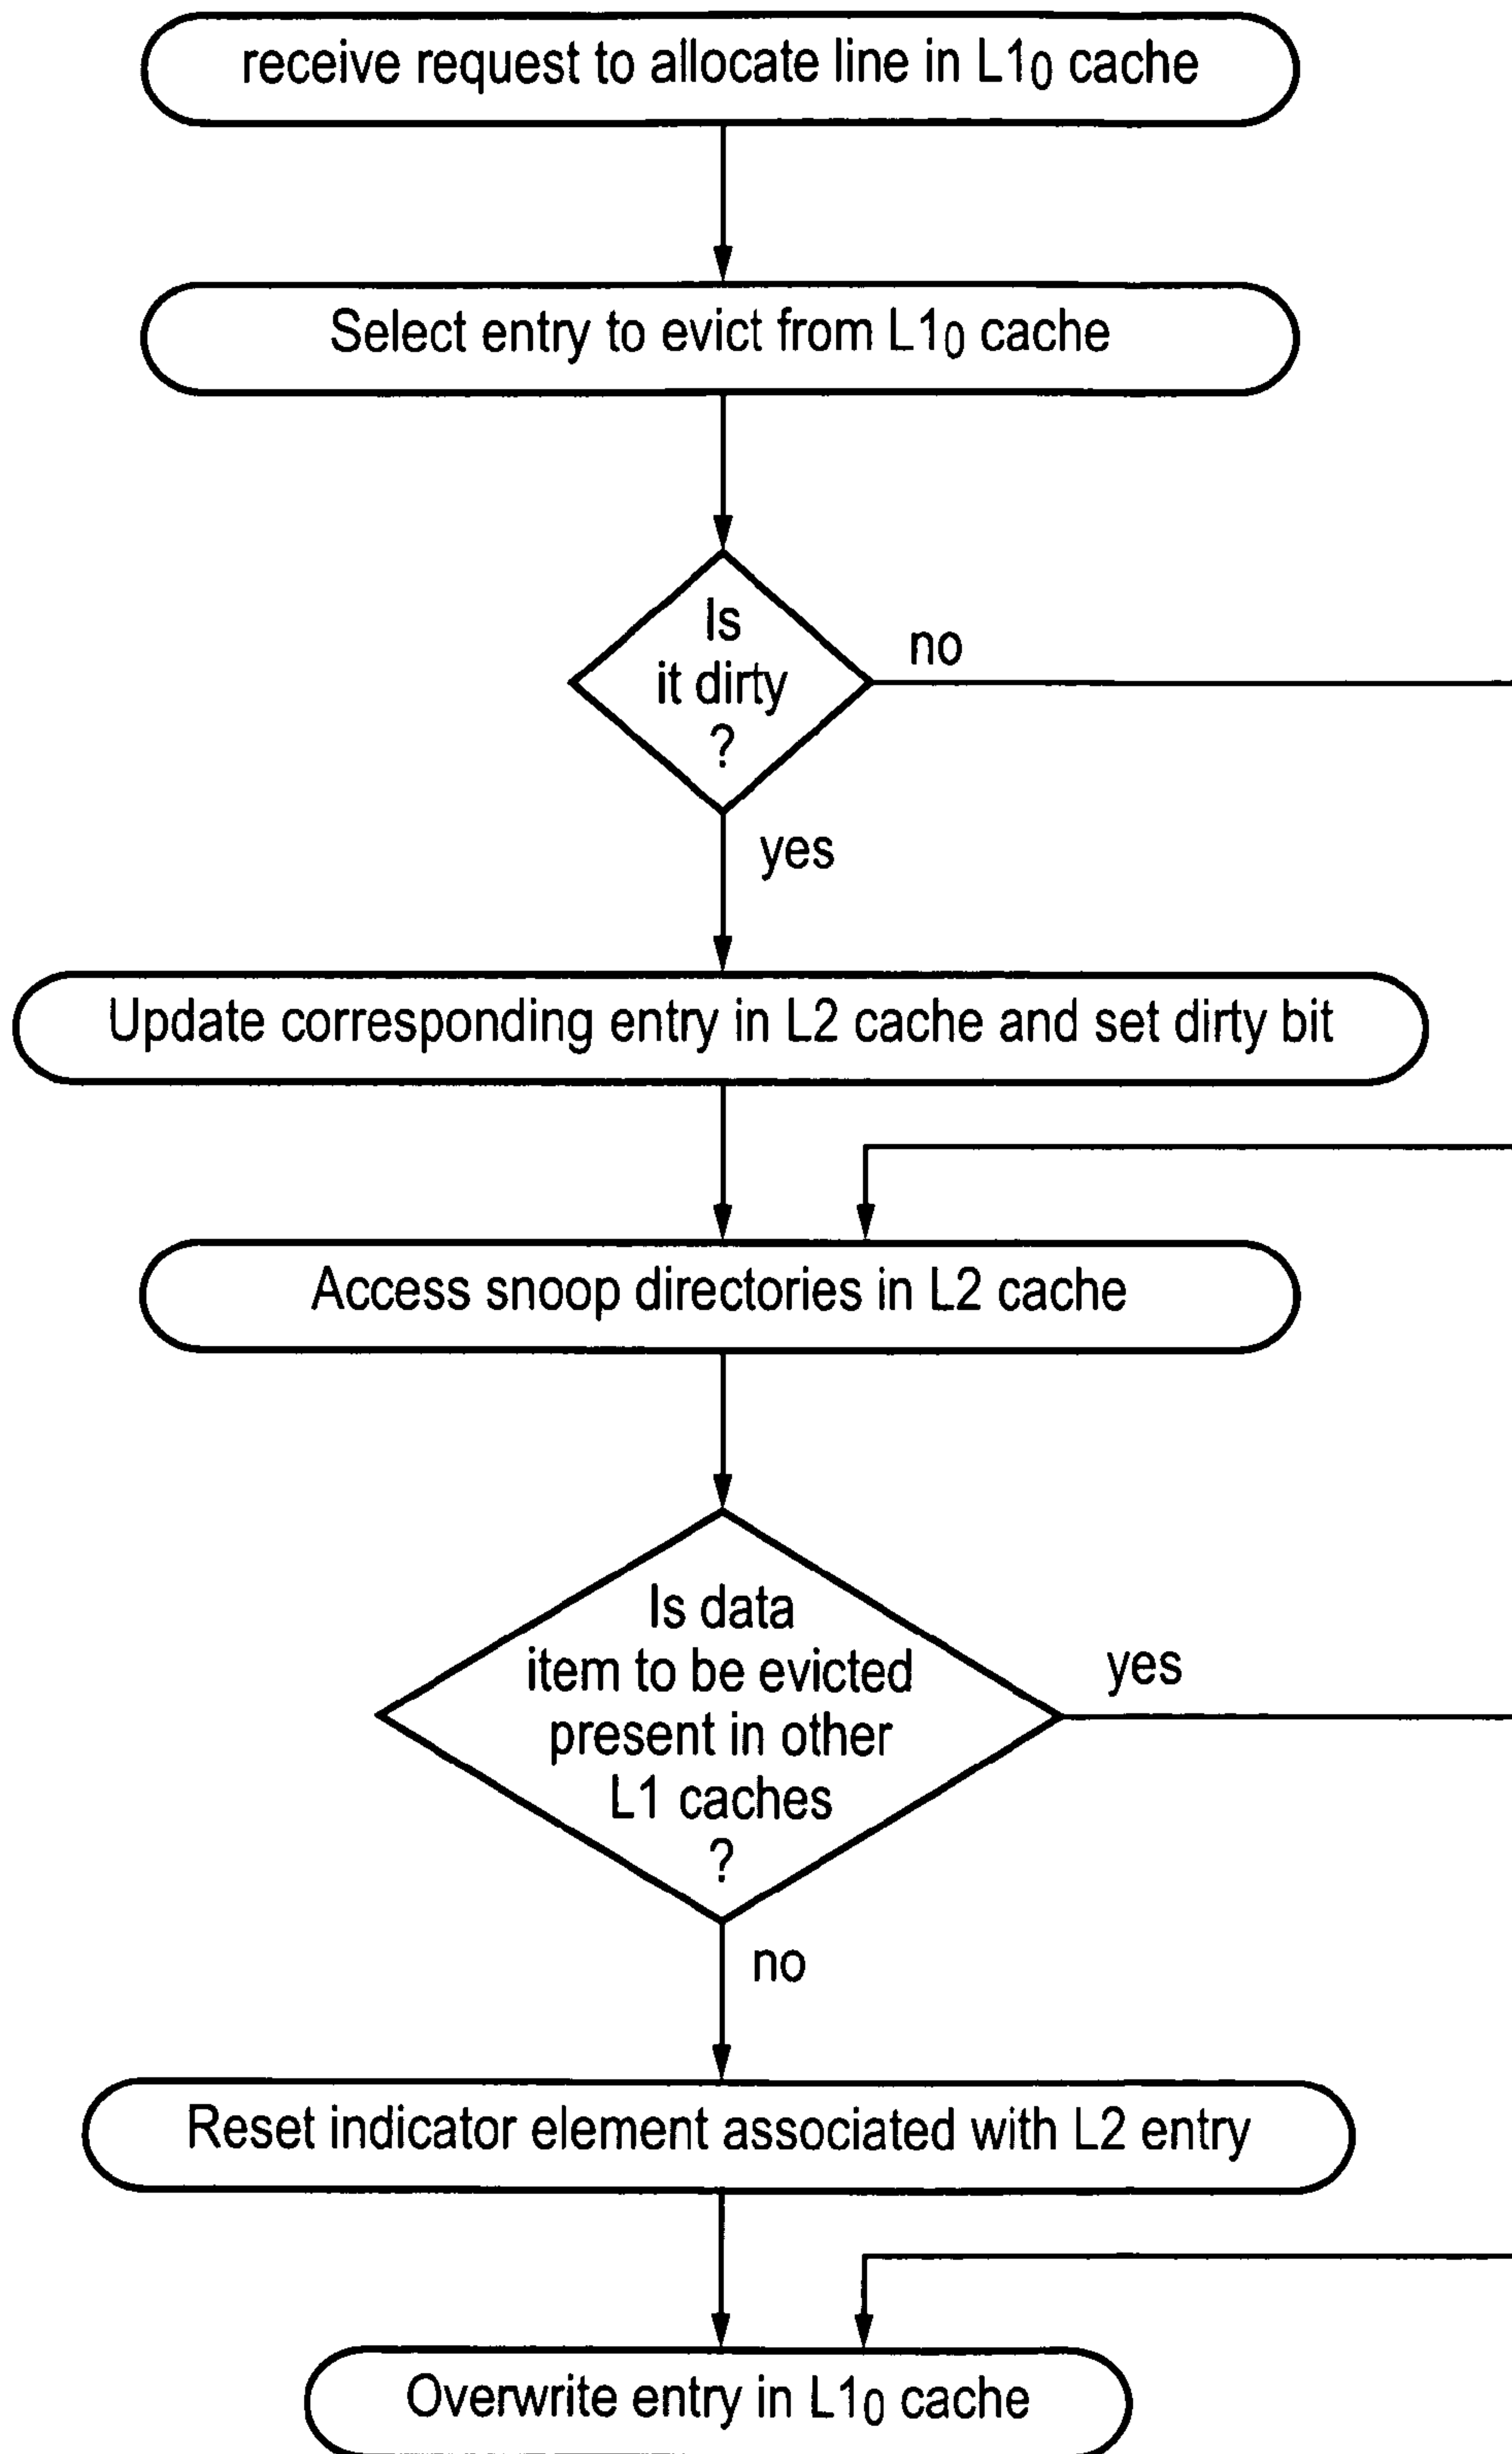 receive request to allocate line in L1₀ cache
Select entry to evict from L1₀ cache
Is
it dirty
?
no
yes
Update corresponding entry in L2 cache and set dirty bit
Access snoop directories in L2 cache
Is data
item to be evicted
present in other
L1 caches
?
yes
no
Reset indicator element associated with L2 entry
Overwrite entry in L1₀ cache